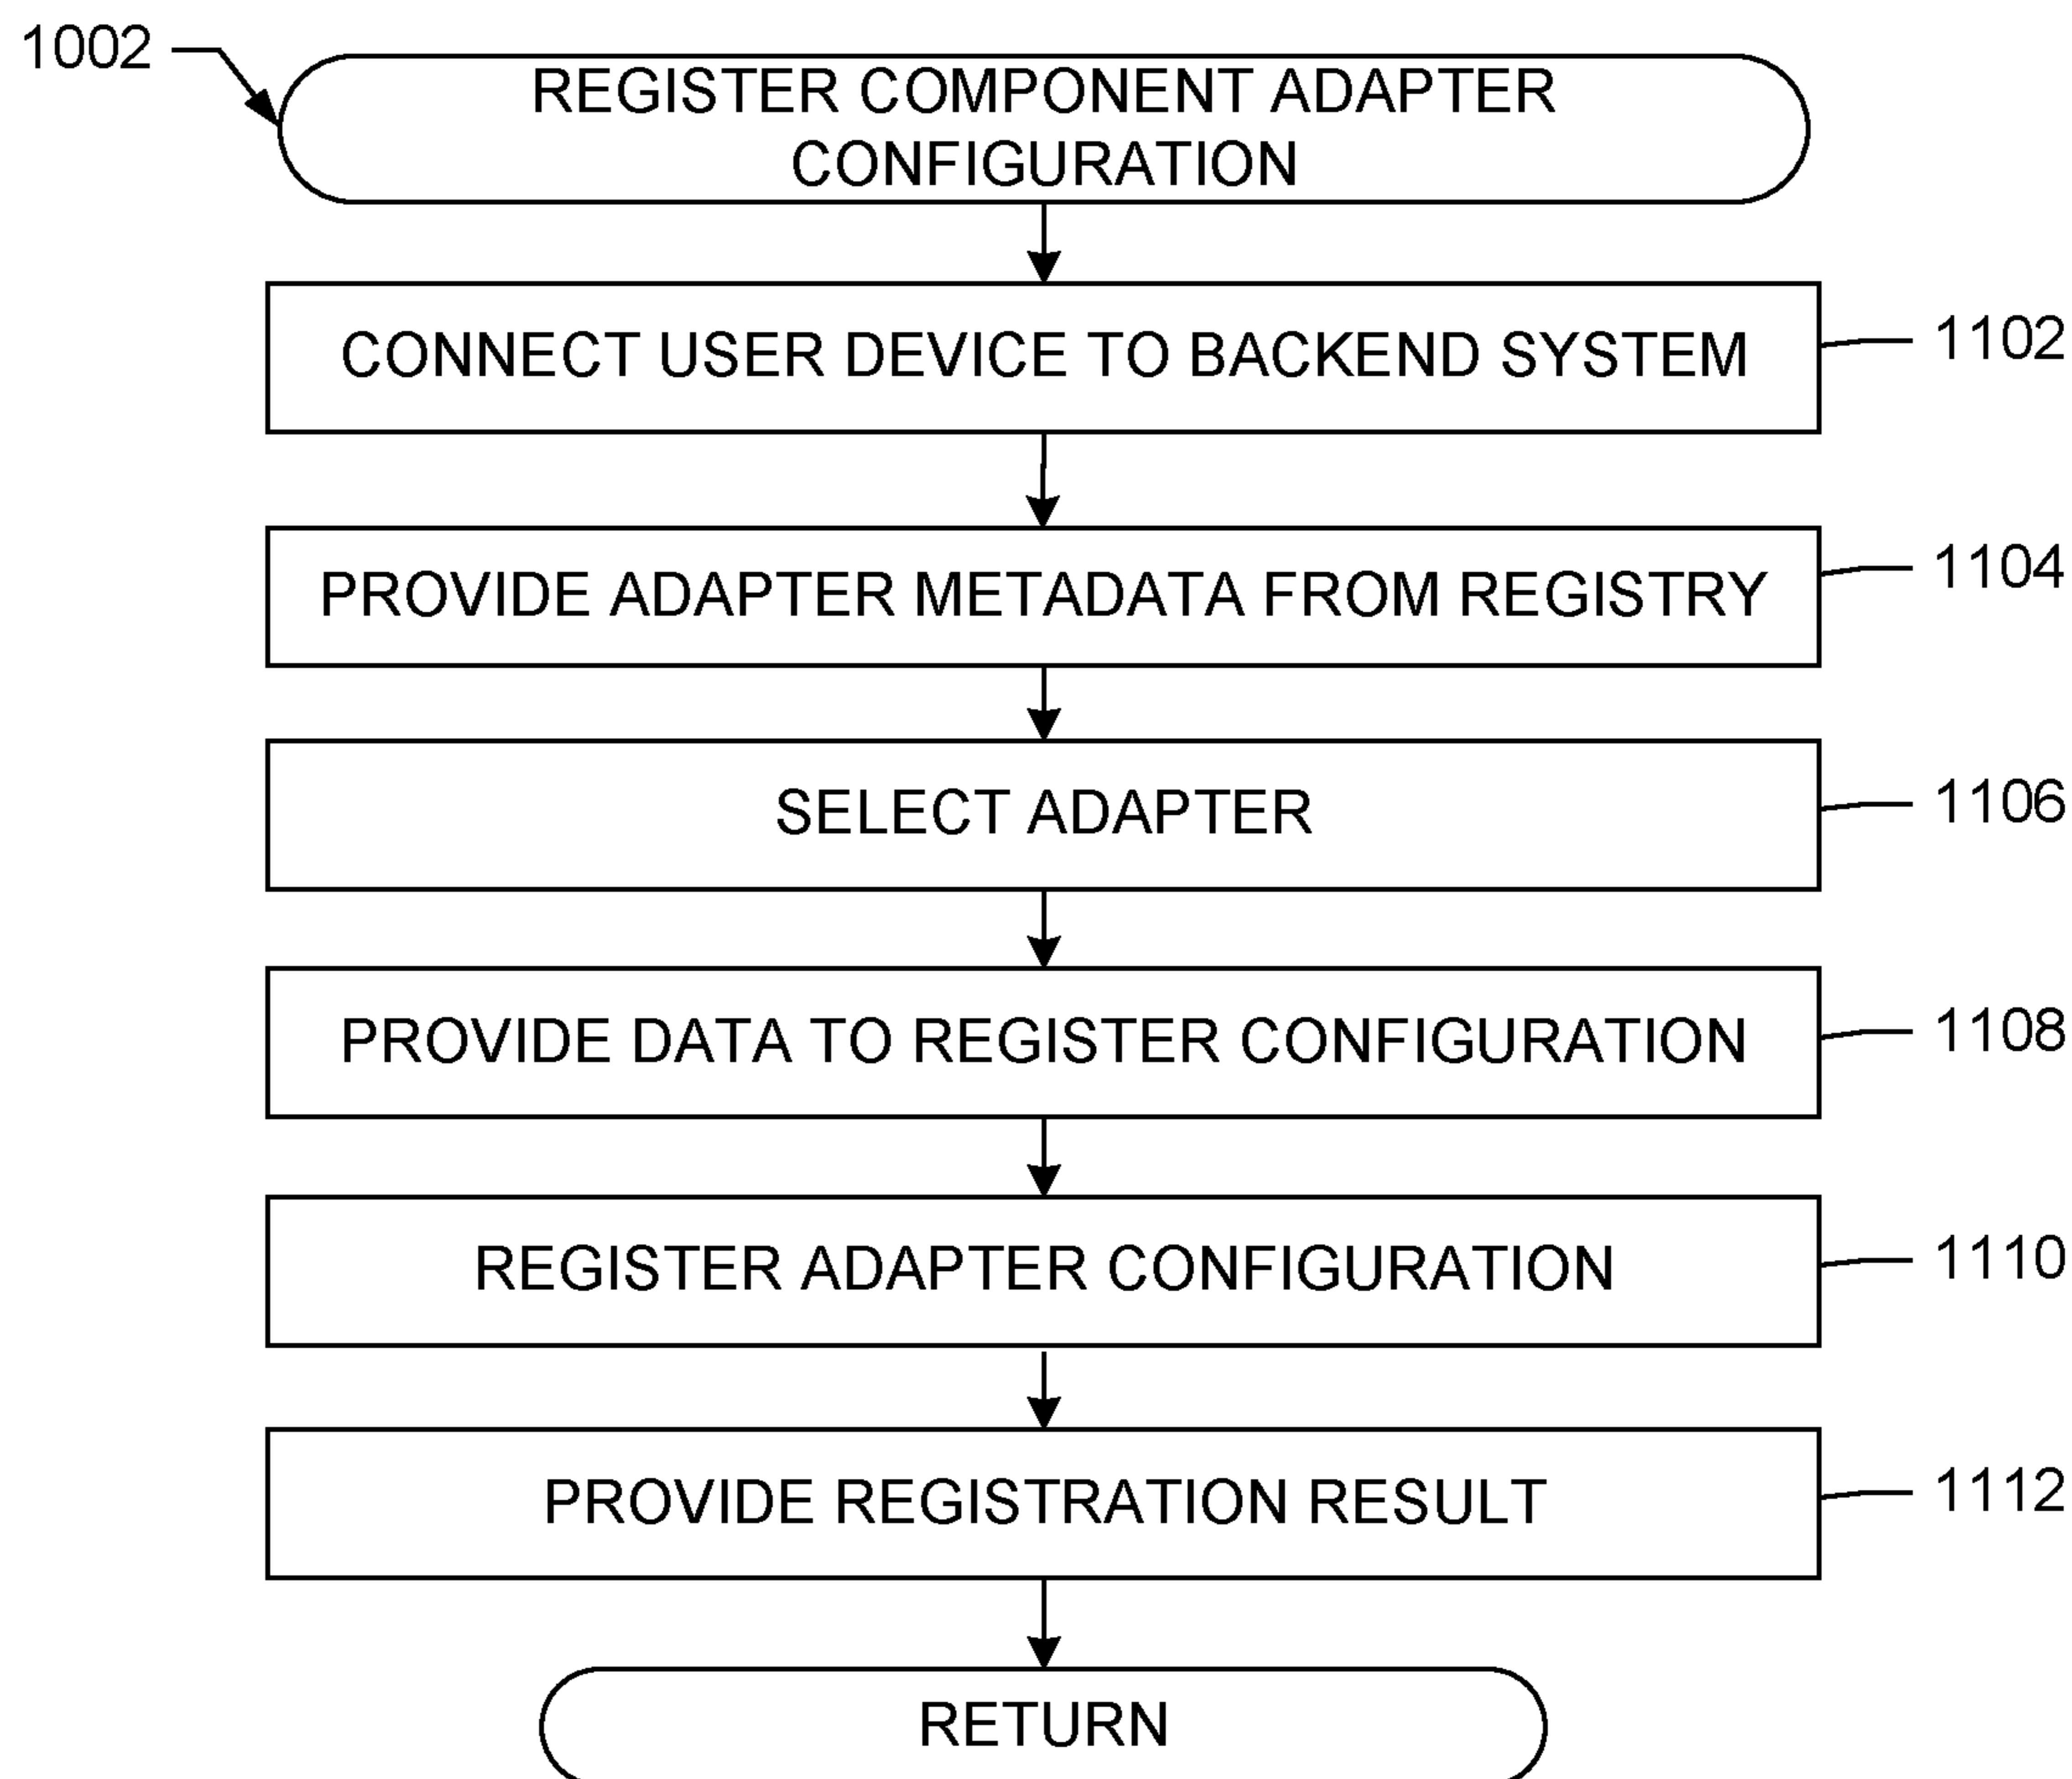 1002
REGISTER COMPONENT ADAPTER
CONFIGURATION
CONNECT USER DEVICE TO BACKEND SYSTEM
1102
PROVIDE ADAPTER METADATA FROM REGISTRY
1104
SELECT ADAPTER
1106
PROVIDE DATA TO REGISTER CONFIGURATION
1108
REGISTER ADAPTER CONFIGURATION
1110
PROVIDE REGISTRATION RESULT
1112
RETURN